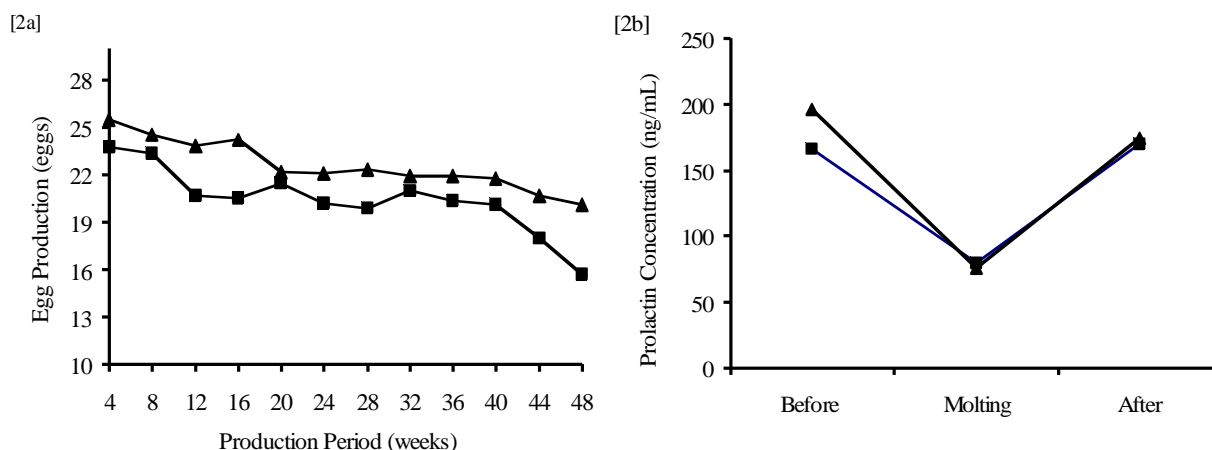 [2a]
Egg Production (eggs)
28
25
22
19
16
13
10
4 8 12 16 20 24 28 32 36 40 44 48
Production Period (weeks)
[2b]
Prolactin Concentration (ng/mL)
250
200
150
100
50
0
Before Molting After